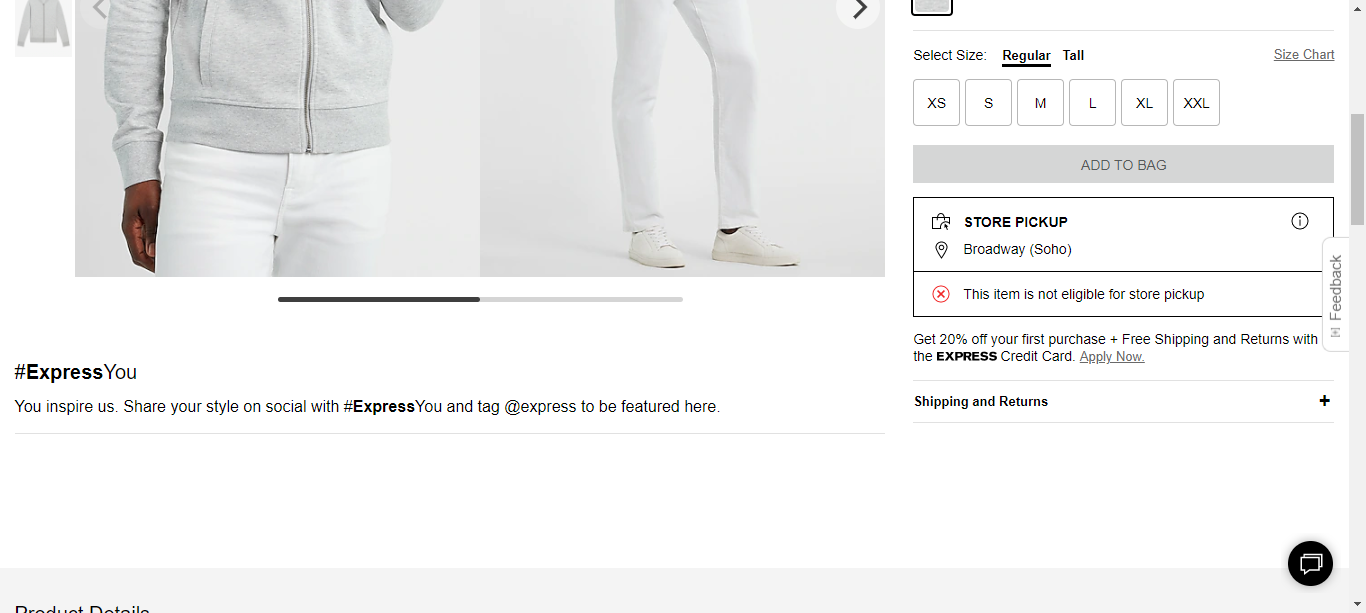 Select Size: Regular Tall Size Chart
XS S M L XL XXL
ADD TO BAG
STORE PICKUP
Broadway (Soho)
This item is not eligible for store pickup
Feedback
Get 20% off your first purchase + Free Shipping and Returns with
the EXPRESS Credit Card. Apply Now.
Shipping and Returns
#ExpressYou
You inspire us. Share your style on social with #ExpressYou and tag @express to be featured here.
Product Details